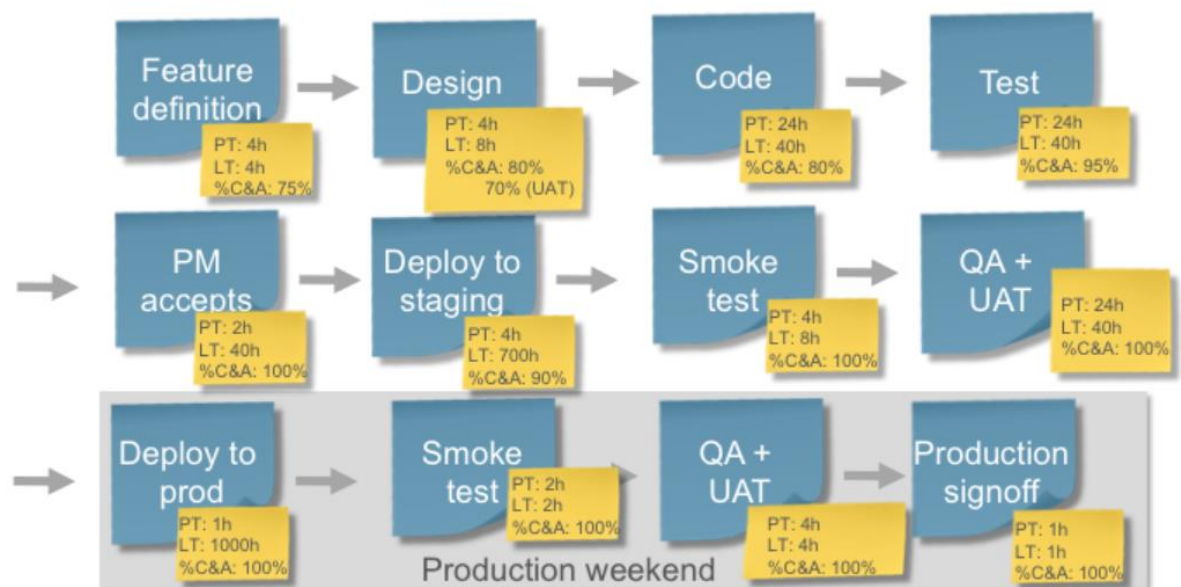 Feature
definition
PT: 4h
LT: 4h
%C&A: 75%
Design
PT: 4h
LT: 8h
%C&A: 80%
70% (UAT)
Code
PT: 24h
LT: 40h
%C&A: 80%
Test
PT: 24h
LT: 40h
%C&A: 95%
PM
accepts
PT: 2h
LT: 40h
%C&A: 100%
Deploy to
staging
PT: 4h
LT: 700h
%C&A: 90%
Smoke
test
PT: 4h
LT: 8h
%C&A: 100%
QA +
UAT
PT: 24h
LT: 40h
%C&A: 100%
Deploy to
prod
PT: 1h
LT: 1000h
%C&A: 100%
Smoke
test
PT: 2h
LT: 2h
%C&A: 100%
QA +
UAT
PT: 4h
LT: 4h
%C&A: 100%
Production
signoff
PT: 1h
LT: 1h
%C&A: 100%
Production weekend